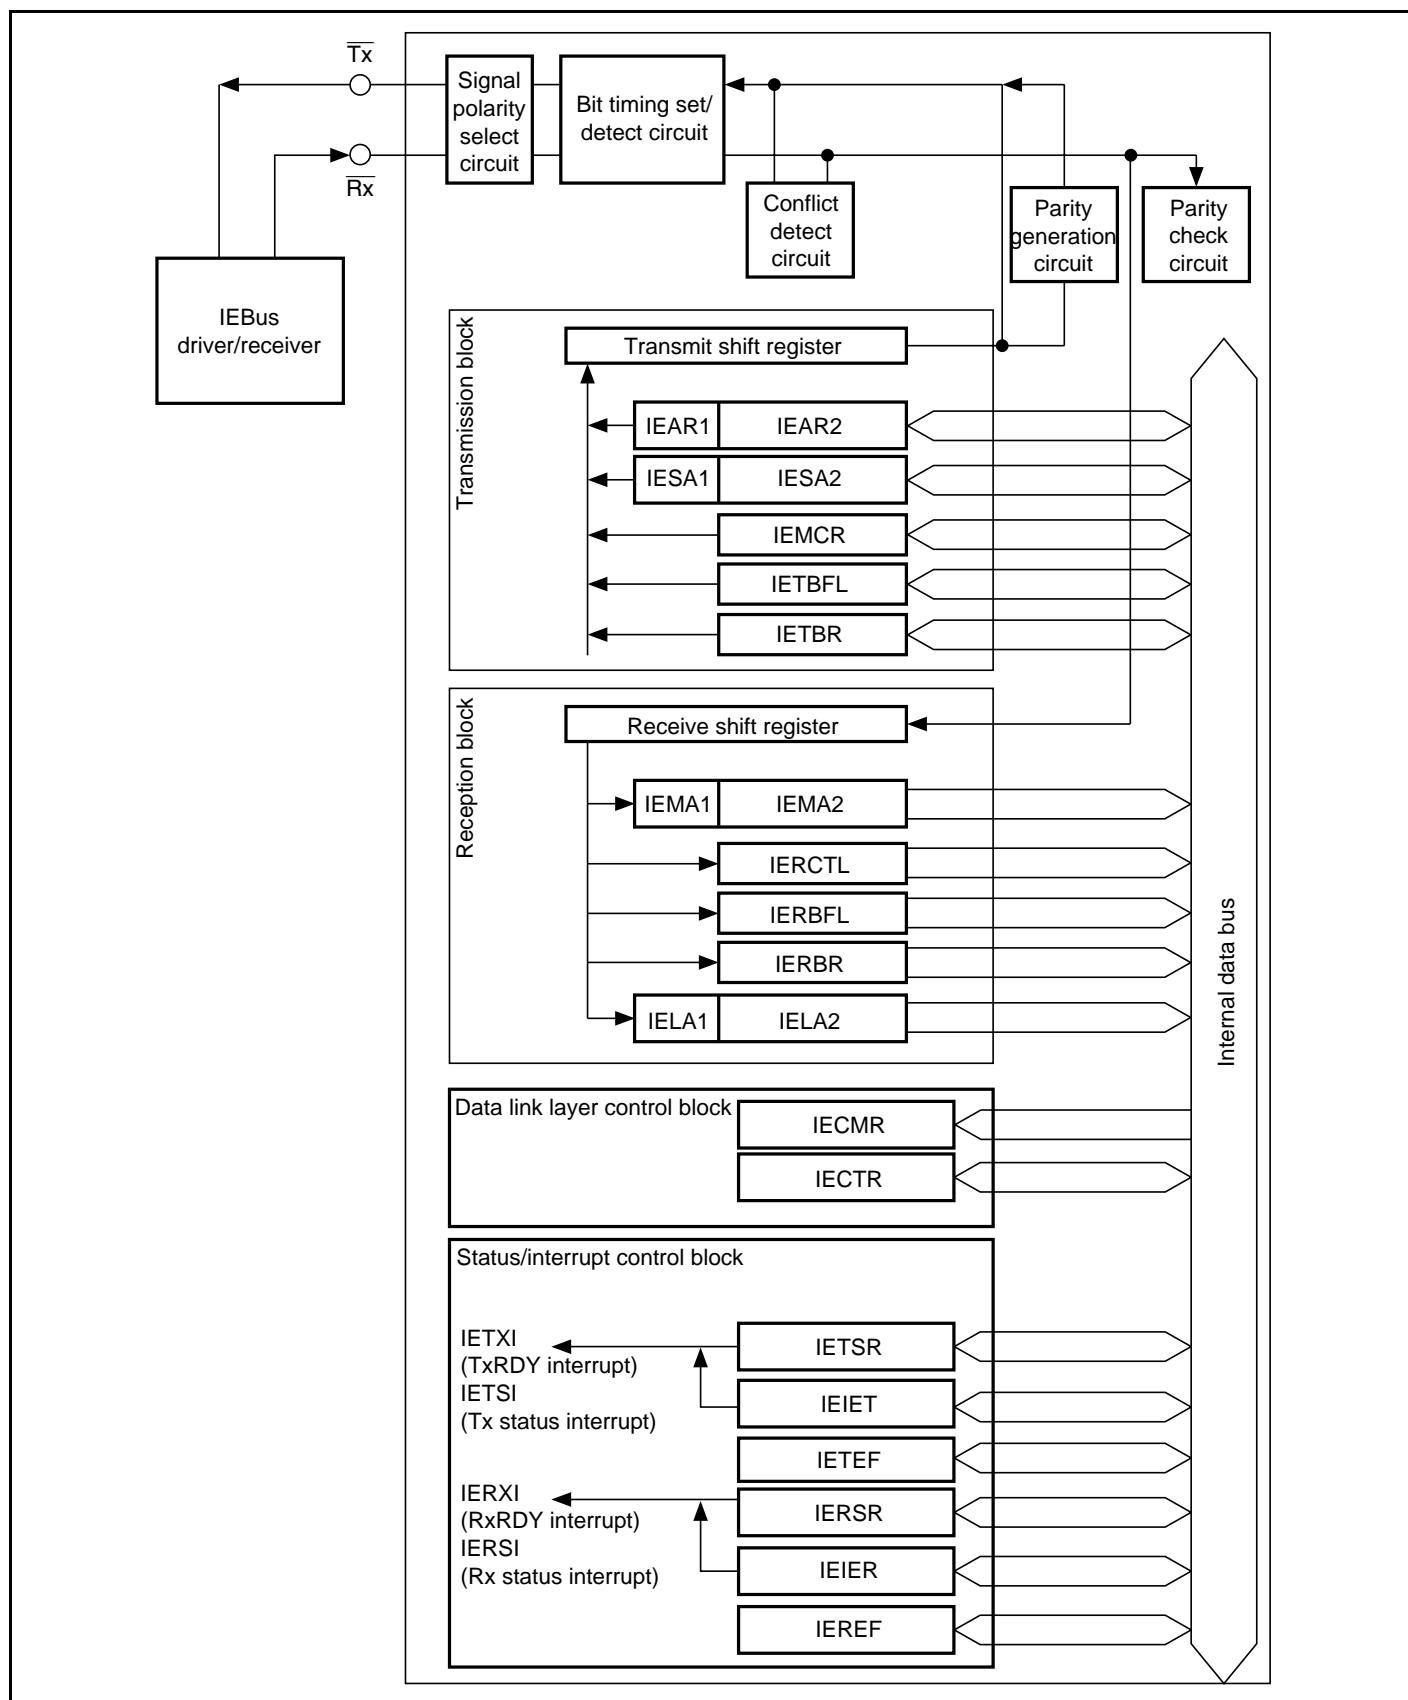 Tx
Signal
polarity
select
circuit
Bit timing set/
detect circuit
Rx
Conflict
detect
circuit
Parity
generation
circuit
Parity
check
circuit
IEBus
driver/receiver
Transmission block
Transmit shift register
IEAR1 IEAR2
IESA1 IESA2
IEMCR
IETBFL
IETBR
Reception block
Receive shift register
IEMA1 IEMA2
IERCTL
IERBFL
IERBR
IELA1 IELA2
Internal data bus
Data link layer control block
IECMR
IECTR
Status/interrupt control block
IETXI
(TxRDY interrupt)
IETSI
(Tx status interrupt)
IETSR
IEIET
IETEF
IERXI
(RxRDY interrupt)
IERSI
(Rx status interrupt)
IERSR
IEIER
IEREF